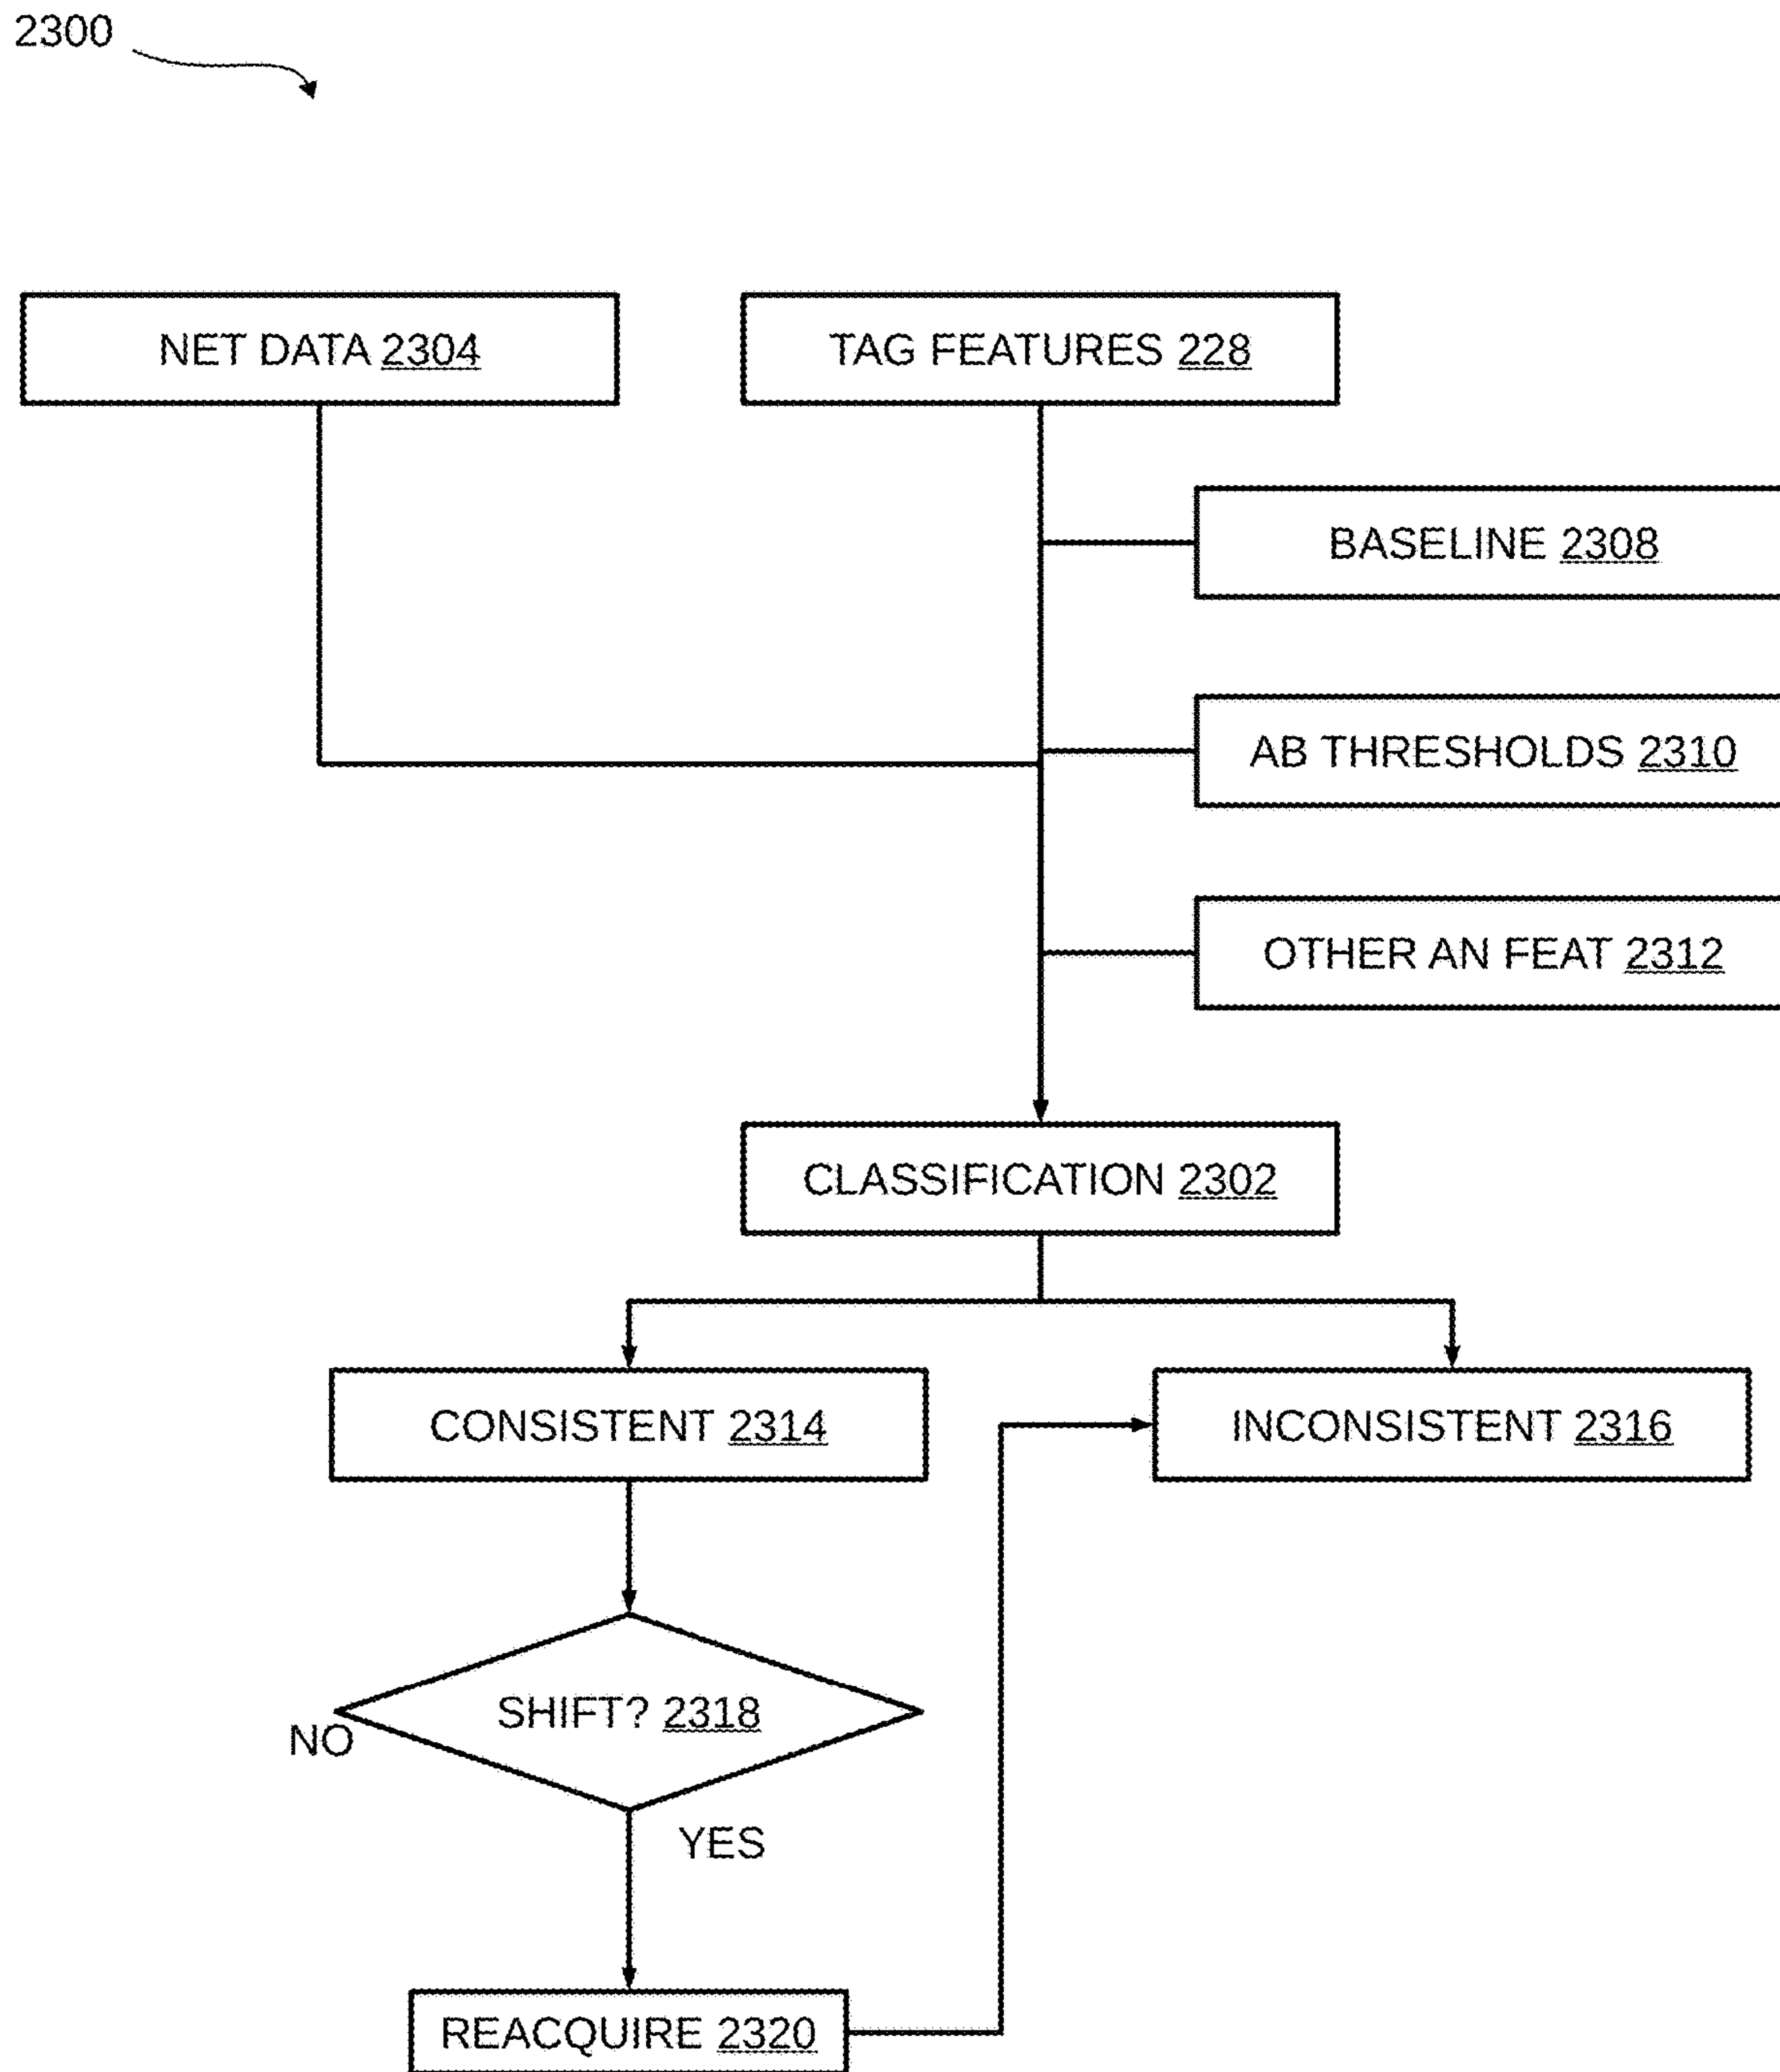 2300
NET DATA 2304
TAG FEATURES 228
BASELINE 2308
AB THRESHOLDS 2310
OTHER AN FEAT 2312
CLASSIFICATION 2302
CONSISTENT 2314
INCONSISTENT 2316
SHIFT? 2318
NO
YES
REACQUIRE 2320